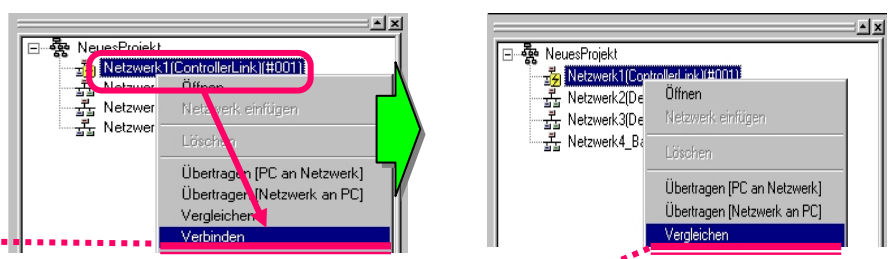 NeuesProjekt
Netzwerk1(ControllerLink)(#001)
Netzwer
Netzwer
Netzwer
Öffnen
Netzwerk einfügen
Löschen
Übertragen [PC an Netzwerk]
Übertragen [Netzwerk an PC]
Vergleichen
Verbinden
NeuesProjekt
Netzwerk1(ControllerLink)(#001)
Netzwerk2(De
Netzwerk3(De
Netzwerk4_Ba
Öffnen
Netzwerk einfügen
Löschen
Übertragen [PC an Netzwerk]
Übertragen [Netzwerk an PC]
Vergleichen